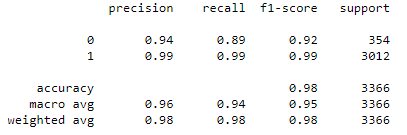 precision recall f1-score support
0 0.94 0.89 0.92 354
1 0.99 0.99 0.99 3012
accuracy 0.98 3366
macro avg 0.96 0.94 0.95 3366
weighted avg 0.98 0.98 0.98 3366